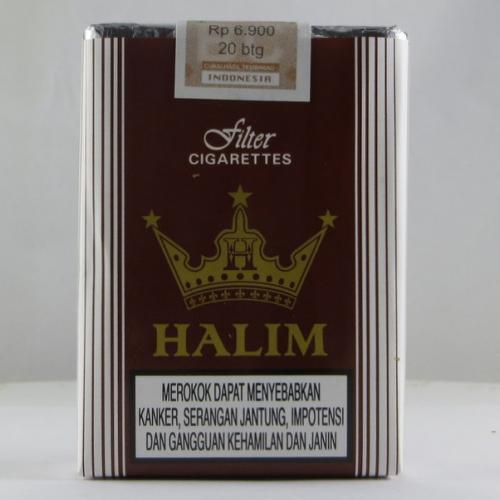 Rp 6.900
20 btg
INDONESIA
Filter
CIGARETTES
H
HALIM
MEROKOK DAPAT MENYEBABKAN
KANKER, SERANGAN JANTUNG, IMPOTENSI
DAN GANGGUAN KEHAMILAN DAN JANIN